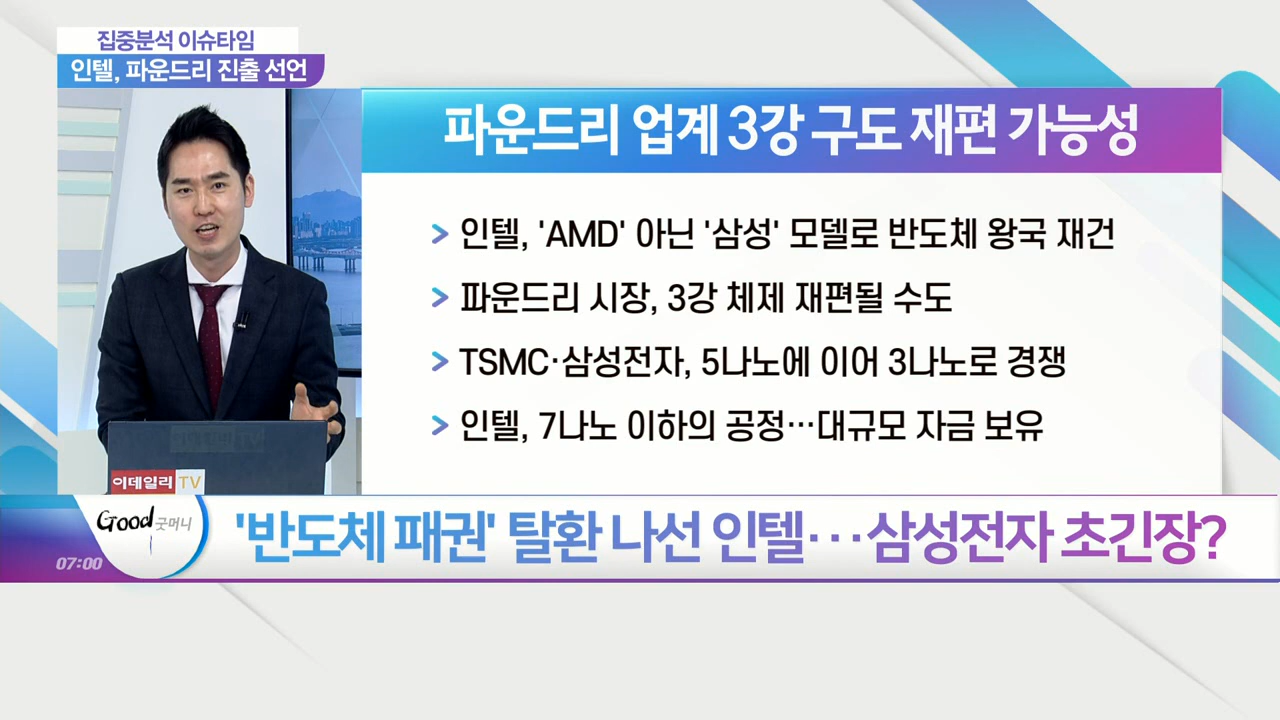 집중분석 이슈타임
인텔, 파운드리 진출 선언
파운드리 업계 3강 구도 재편 가능성
> 인텔, 'AMD' 아닌 '삼성' 모델로 반도체 왕국 재건
> 파운드리 시장, 3강 체제 재편될 수도
> TSMC·삼성전자, 5나노에 이어 3나노로 경쟁
> 인텔, 7나노 이하의 공정…대규모 자금 보유
이데일리 TV
이데일리 TV
Good 굿머니
'반도체 패권' 탈환 나선 인텔…삼성전자 초긴장?
07:00